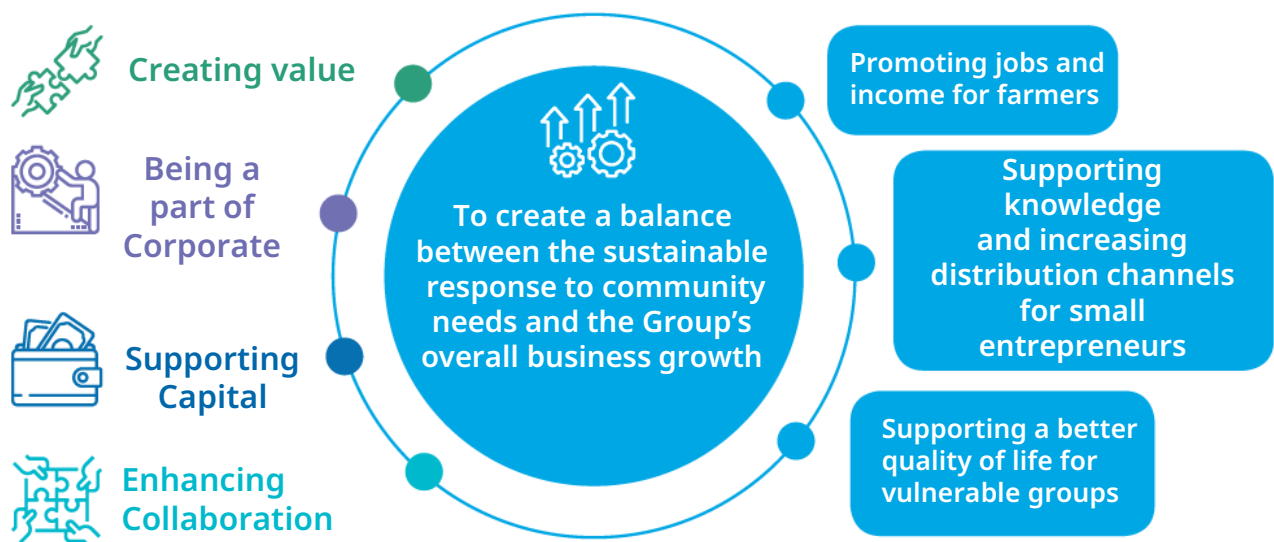 Creating value
Being a
part of
Corporate
Supporting
Capital
Enhancing
Collaboration
To create a balance
between the sustainable
response to community
needs and the Group’s
overall business growth
Promoting jobs and
income for farmers
Supporting
knowledge
and increasing
distribution channels
for small
entrepreneurs
Supporting a better
quality of life for
vulnerable groups